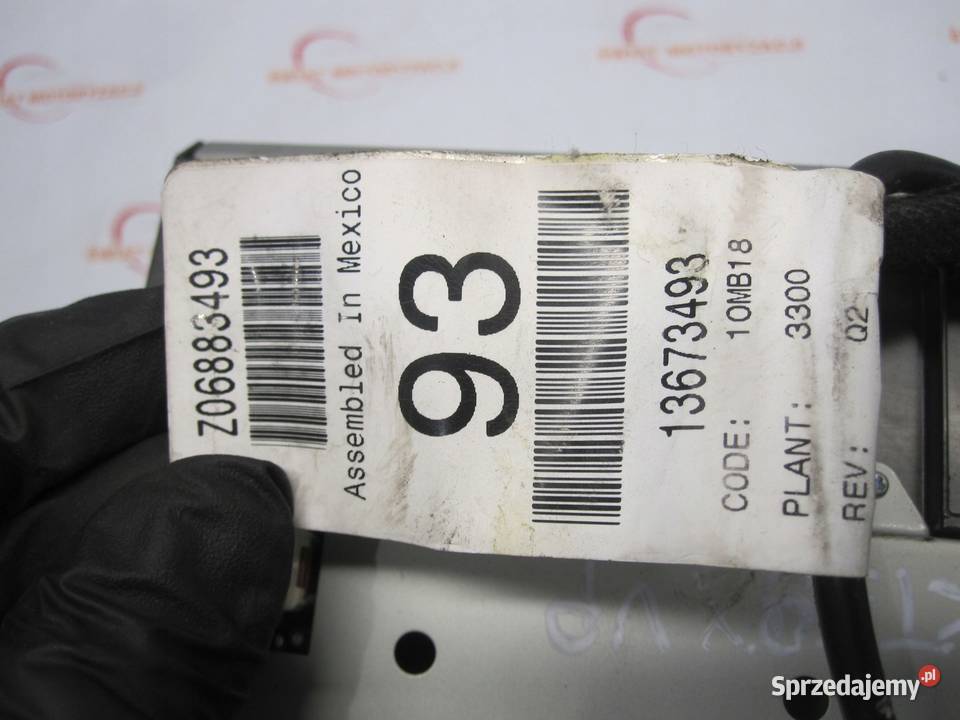 Z06883493
Assembled In Mexico
93
13673493
CODE: 10MB18
PLANT: 3300
REV: Q2
Sprzedajemy.pl